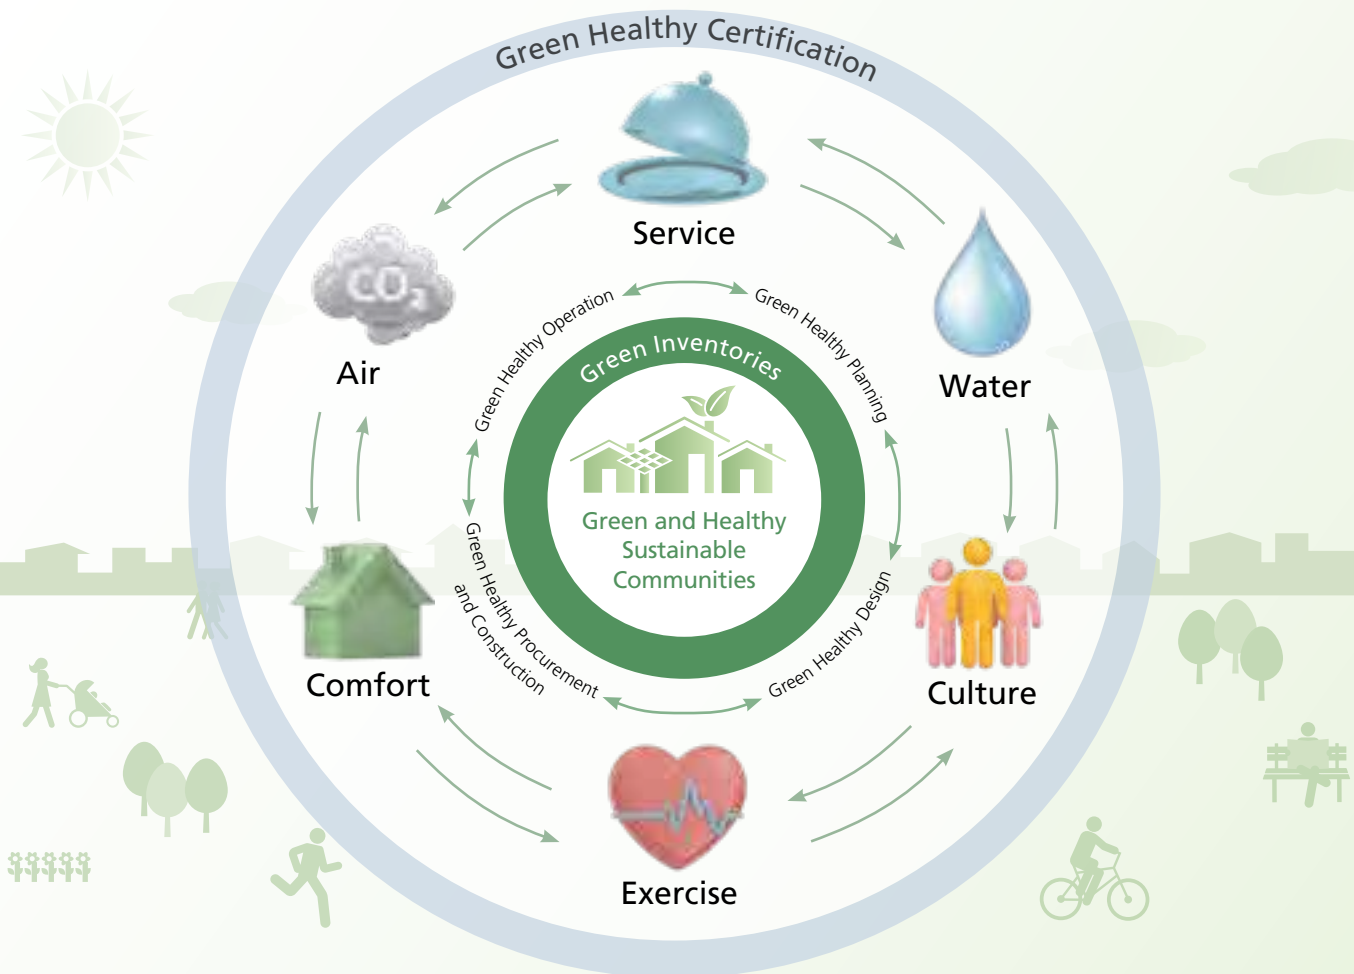 Green Healthy Certification
Service
Water
Culture
Exercise
Comfort
Air
CO2
Green Healthy Operation
Green Healthy Planning
Green Healthy Design
Green Healthy Procurement
and Construction
Green Inventories
Green and Healthy
Sustainable
Communities